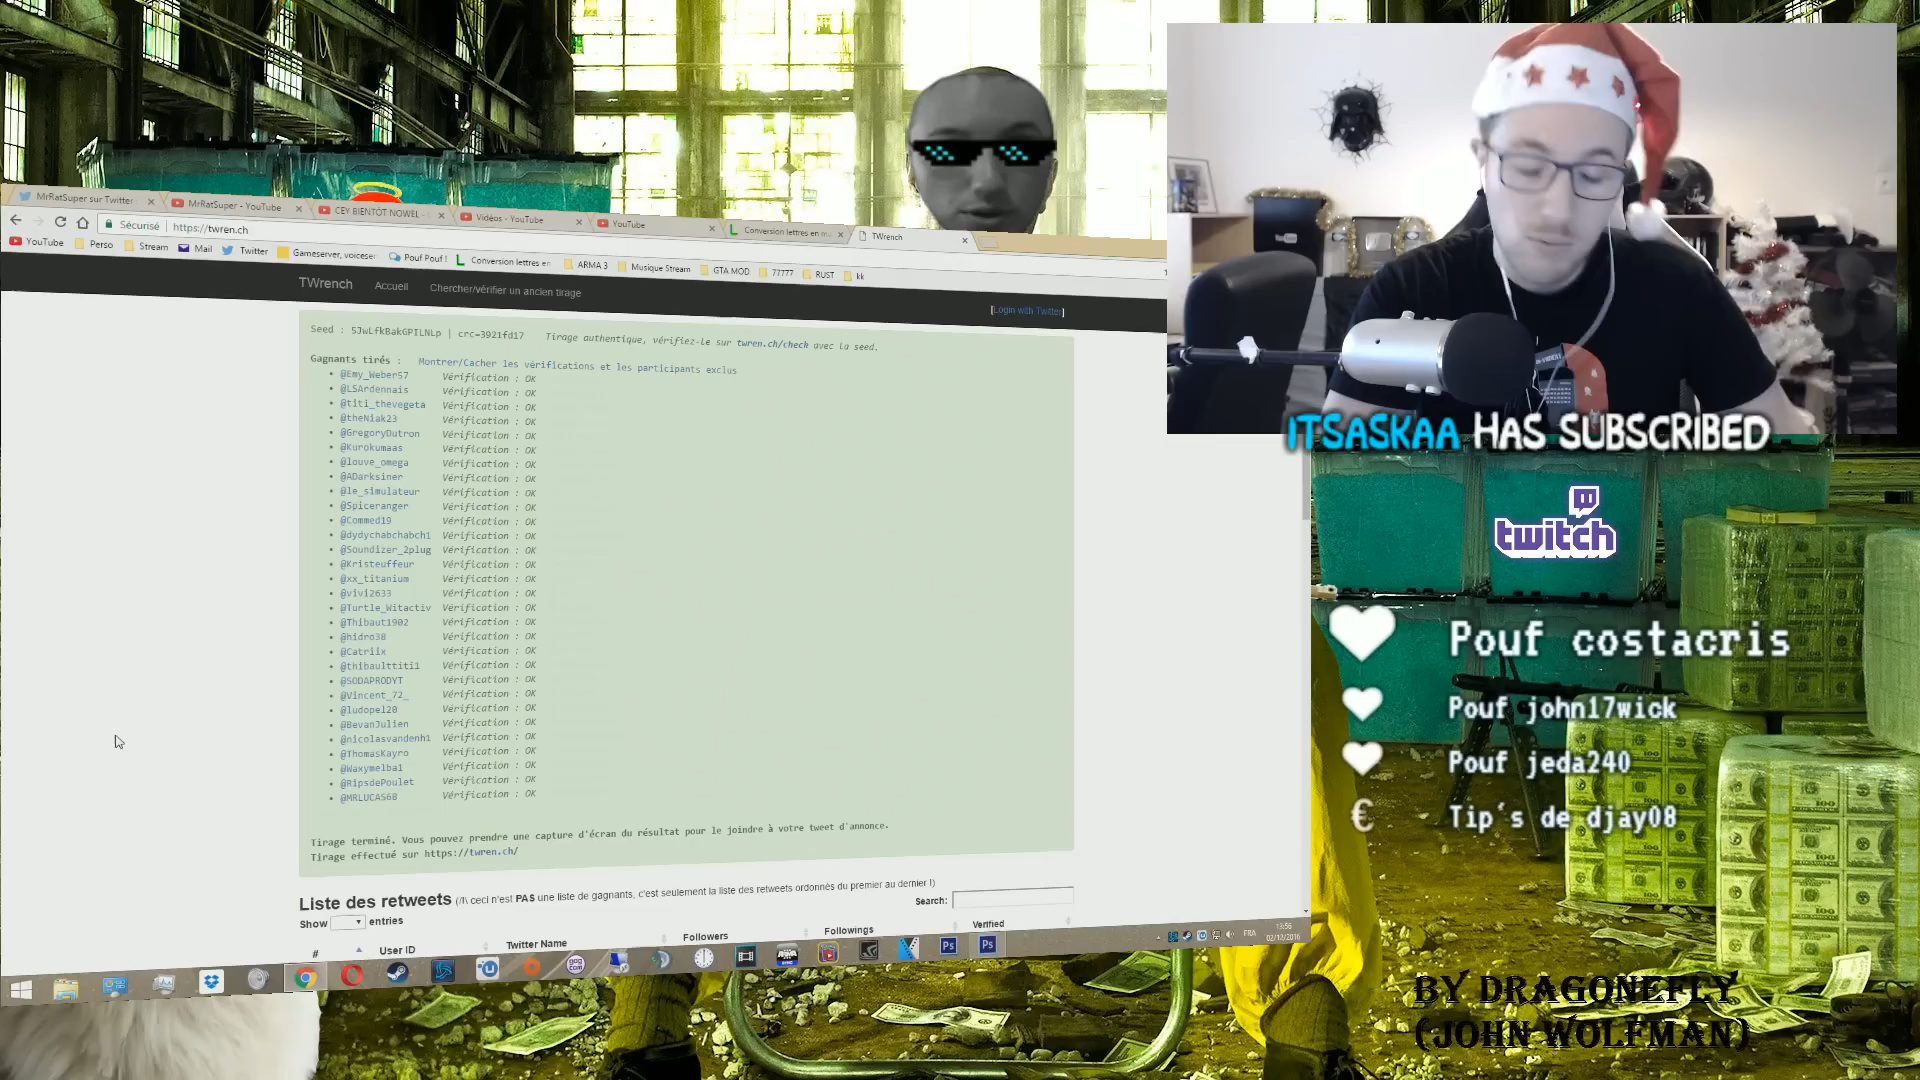 MrRatSuper sur Twitter
MrRatSuper - YouTube
CEY BIENTÔT NOWEL -
Vidéos - YouTube
YouTube
Conversion lettres en m
TWrench
Sécurisé
https://twren.ch
YouTube
Perso
Stream
Mail
Twitter
Gameserver, voiceser
Pouf Pouf !
Conversion lettres en
ARMA 3
Musique Stream
GTA MOD
77777
RUST
kk
TWrench
Accueil
Chercher/vérifier un ancien tirage
[Login with Twitter]
Seed : 5JwLfkBakGPILNLp | crc=3921fd17 Tirage authentique, vérifiez-le sur twren.ch/check avec la seed.
Gagnants tirés : Montrer/Cacher les vérifications et les participants exclus
@Emy_Weber57 Vérification : OK
@LSArdennais Vérification : OK
@titi_thevegeta Vérification : OK
@theNiak23 Vérification : OK
@GregoryDutron Vérification : OK
@Kurokumaas Vérification : OK
@louve_omega Vérification : OK
@ADarksiner Vérification : OK
@le_simulateur Vérification : OK
@Spiceranger Vérification : OK
@Commed19 Vérification : OK
@dydychabchabch1 Vérification : OK
@Soundizer_2plug Vérification : OK
@Kristeuffeur Vérification : OK
@xx_titanium Vérification : OK
@vivi2633 Vérification : OK
@Turtle_Witactiv Vérification : OK
@Thibaut1902 Vérification : OK
@hidro38 Vérification : OK
@Catriix Vérification : OK
@thibaulttiti1 Vérification : OK
@SODAPRODYT Vérification : OK
@Vincent_72_ Vérification : OK
@ludopel20 Vérification : OK
@BevanJulien Vérification : OK
@nicolasvandenh1 Vérification : OK
@ThomasKayro Vérification : OK
@Waxymelba1 Vérification : OK
@RipsdePoulet Vérification : OK
@MRLUCAS68 Vérification : OK
Tirage terminé. Vous pouvez prendre une capture d'écran du résultat pour le joindre à votre tweet d'annonce.
Tirage effectué sur https://twren.ch/
Liste des retweets (/!\ ceci n'est PAS une liste de gagnants, c'est seulement la liste des retweets ordonnés du premier au dernier !)
Show entries
Search:
# User ID Twitter Name Followers Followings Verified
FRA
13:56
02/12/2016
ITSASKAA HAS SUBSCRIBED
twitch
Pouf costacris
Pouf john17wick
Pouf jeda240
€ Tip's de djay08
BY DRAGONEFLY
(JOHN WOLFMAN)